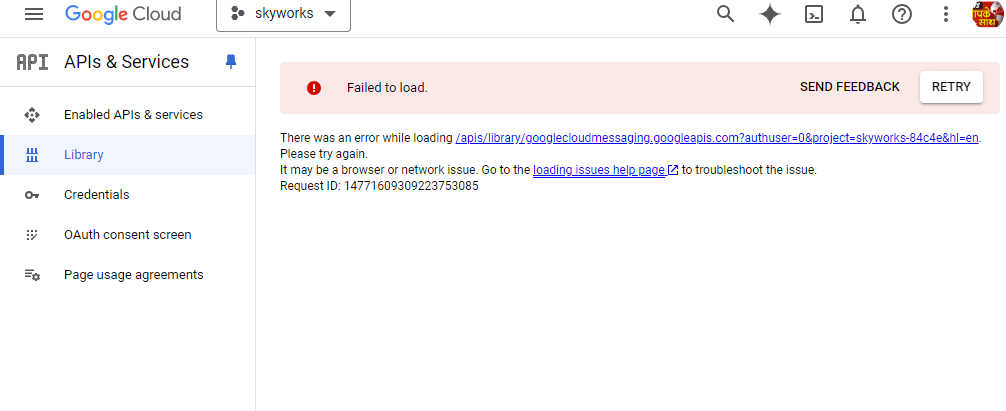 Google Cloud
skyworks
आपके
साथ
API APIs & Services
Failed to load.
SEND FEEDBACK
RETRY
Enabled APIs & services
Library
Credentials
OAuth consent screen
Page usage agreements
There was an error while loading /apis/library/googlecloudmessaging.googleapis.com?authuser=0&project=skyworks-84c4e&hl=en.
Please try again.
It may be a browser or network issue. Go to the loading issues help page to troubleshoot the issue.
Request ID: 14771609309223753085